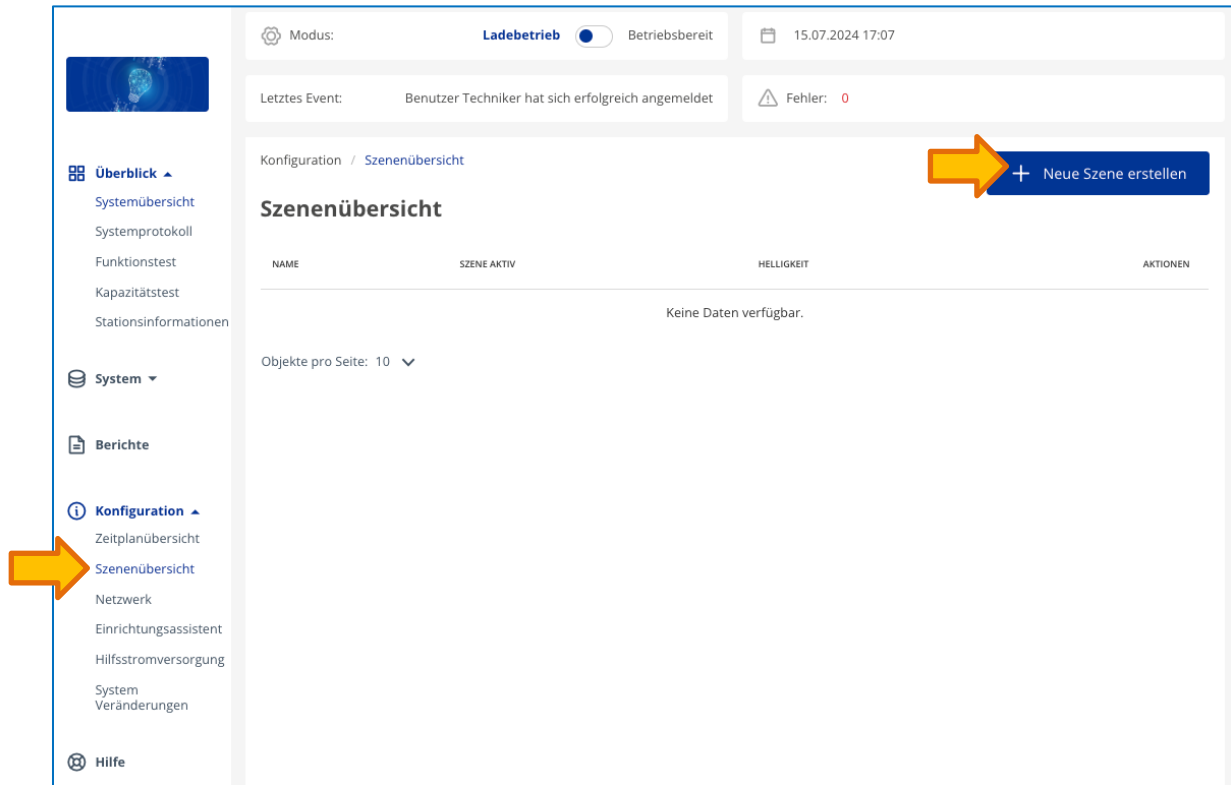 Modus: Ladebetrieb Betriebsbereit
15.07.2024 17:07
Letztes Event: Benutzer Techniker hat sich erfolgreich angemeldet
Fehler: 0
Überblick
Systemübersicht
Systemprotokoll
Funktionstest
Kapazitätstest
Stationsinformationen
System
Berichte
Konfiguration
Zeitplanübersicht
Szenenübersicht
Netzwerk
Einrichtungsassistent
Hilfsstromversorgung
System
Veränderungen
Hilfe
Konfiguration / Szenenübersicht
+ Neue Szene erstellen
Szenenübersicht
NAME SZENE AKTIV HELLIGKEIT AKTIONEN
Keine Daten verfügbar.
Objekte pro Seite: 10